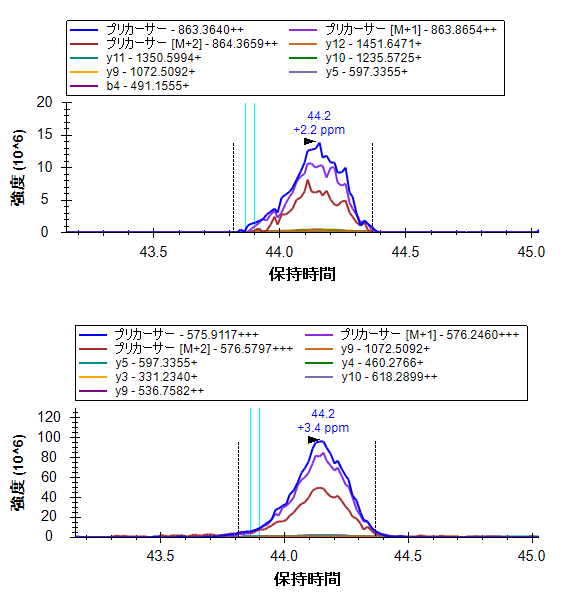 プリカーサー - 863.3640++ プリカーサー [M+1] - 863.8654++
プリカーサー [M+2] - 864.3659++ y12 - 1451.6471+
y11 - 1350.5994+ y10 - 1235.5725+
y9 - 1072.5092+ y5 - 597.3355+
b4 - 491.1555+
強度 (10^6)
20
15
10
5
0
44.2
+2.2 ppm
43.5 44.0 44.5 45.0
保持時間
プリカーサー - 575.9117+++ プリカーサー [M+1] - 576.2460+++
プリカーサー [M+2] - 576.5797+++ y9 - 1072.5092+
y5 - 597.3355+ y4 - 460.2766+
y3 - 331.2340+ y10 - 618.2899++
y9 - 536.7582++
強度 (10^6)
120
100
80
60
40
20
0
44.2
+3.4 ppm
43.5 44.0 44.5 45.0
保持時間